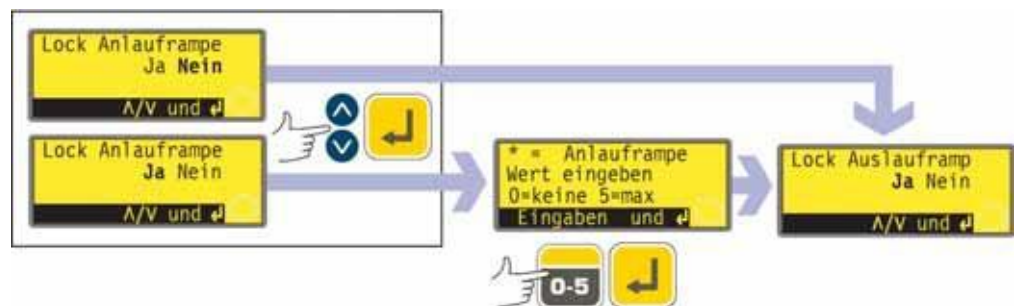 Lock Anlauframpe
Ja Nein
Λ/V und ↲
Lock Anlauframpe
Ja Nein
Λ/V und ↲
* = Anlauframpe
Wert eingeben
0=keine 5=max
Eingaben und ↲
0-5
Lock Auslauframp
Ja Nein
Λ/V und ↲